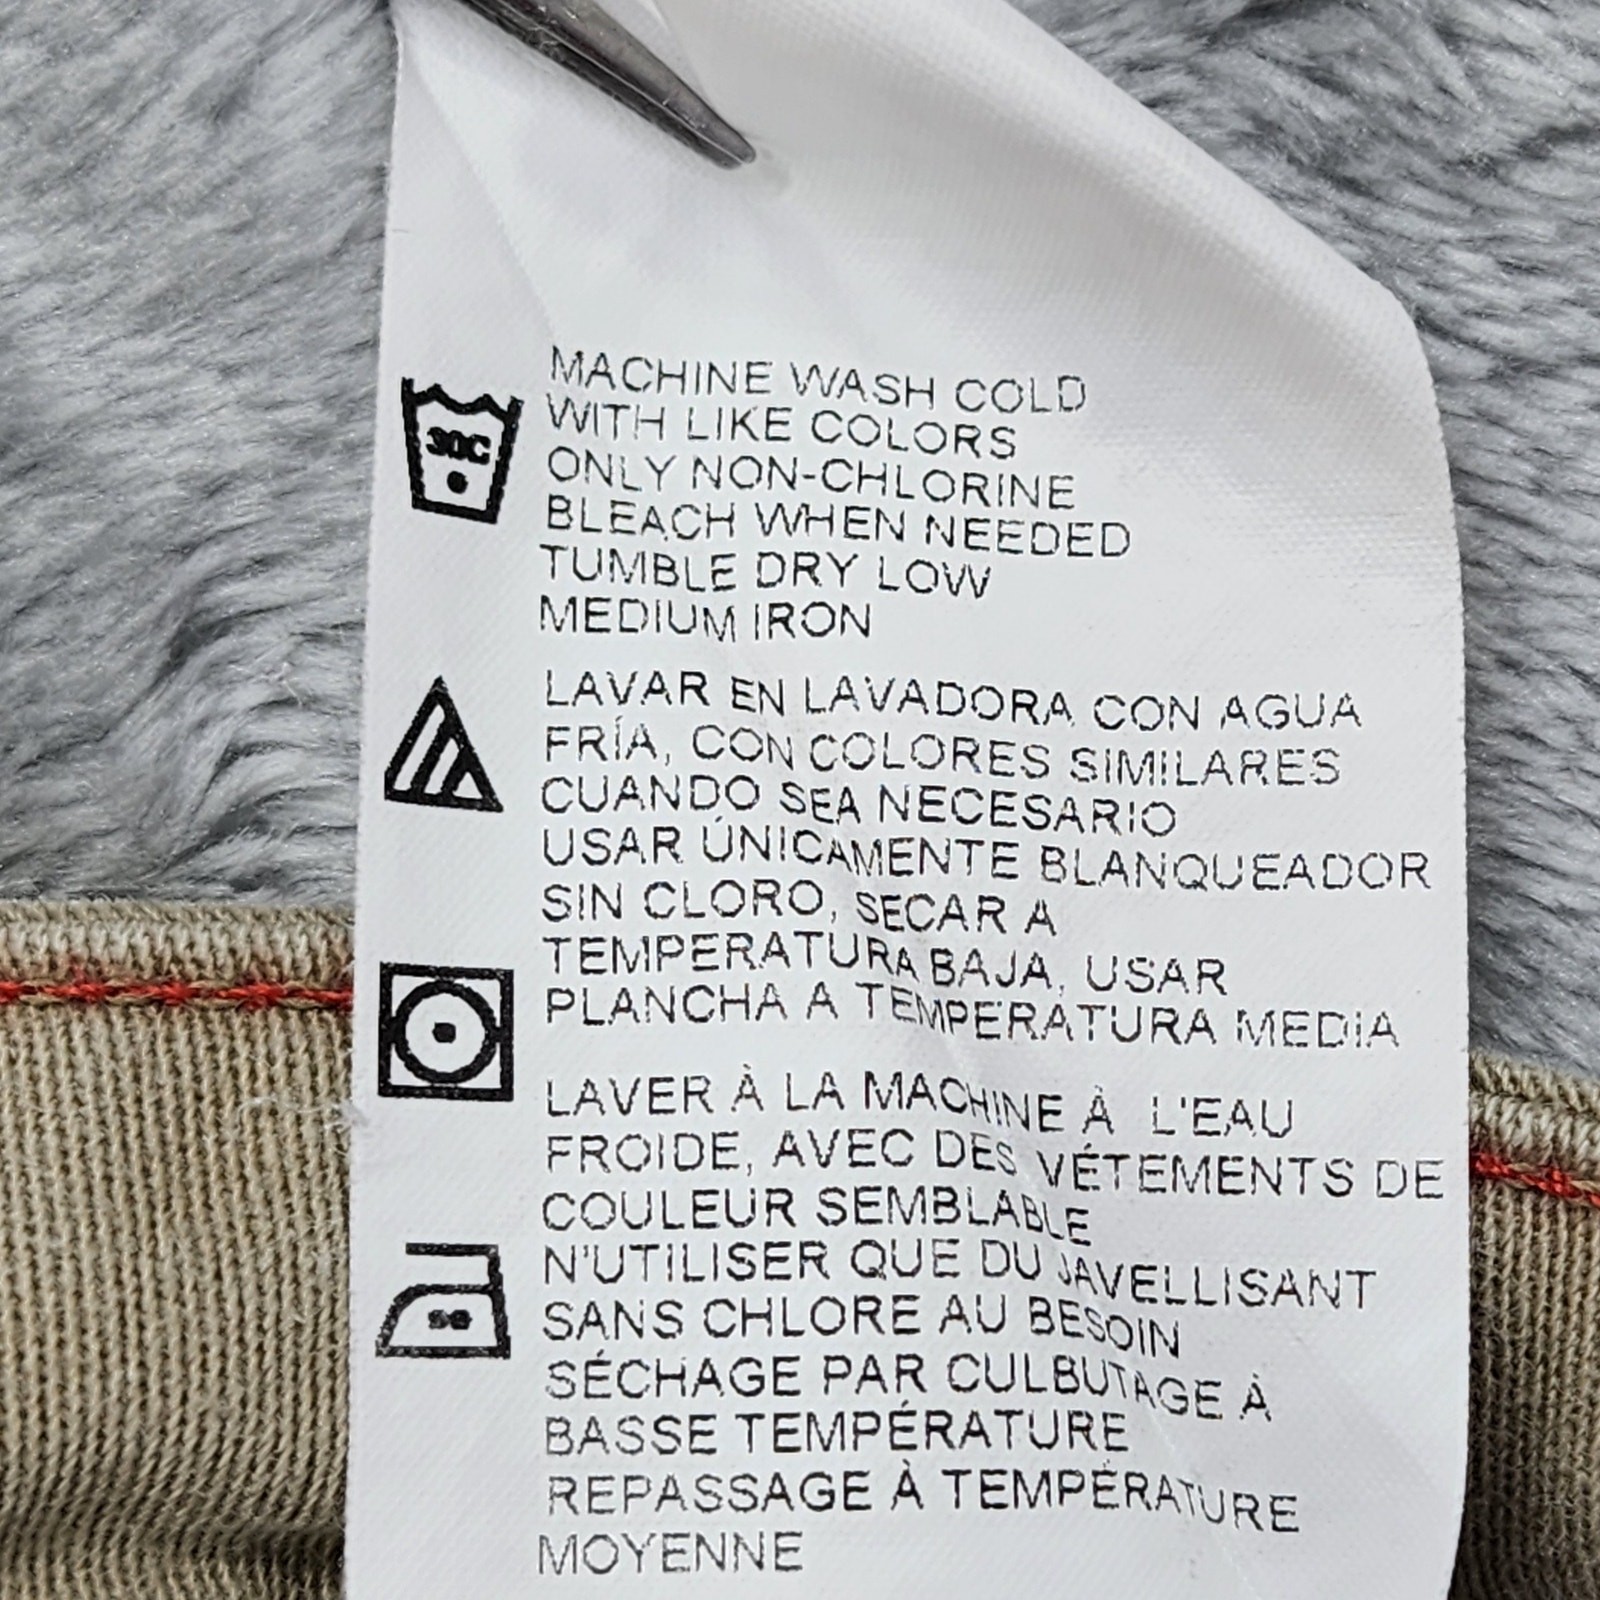 MACHINE WASH COLD
WITH LIKE COLORS
ONLY NON-CHLORINE
BLEACH WHEN NEEDED
TUMBLE DRY LOW
MEDIUM IRON
30C
LAVAR EN LAVADORA CON AGUA
FRÍA, CON COLORES SIMILARES
CUANDO SEA NECESARIO
USAR ÚNICAMENTE BLANQUEADOR
SIN CLORO, SECAR A
TEMPERATURA BAJA, USAR
PLANCHA A TEMPERATURA MEDIA
LAVER À LA MACHINE À L'EAU
FROIDE, AVEC DES VÉTEMENTS DE
COULEUR SEMBLABLE
N'UTILISER QUE DU JAVELLISANT
SANS CHLORE AU BESOIN
SÉCHAGE PAR CULBUTAGE À
BASSE TEMPÉRATURE
REPASSAGE À TEMPÉRATURE
MOYENNE